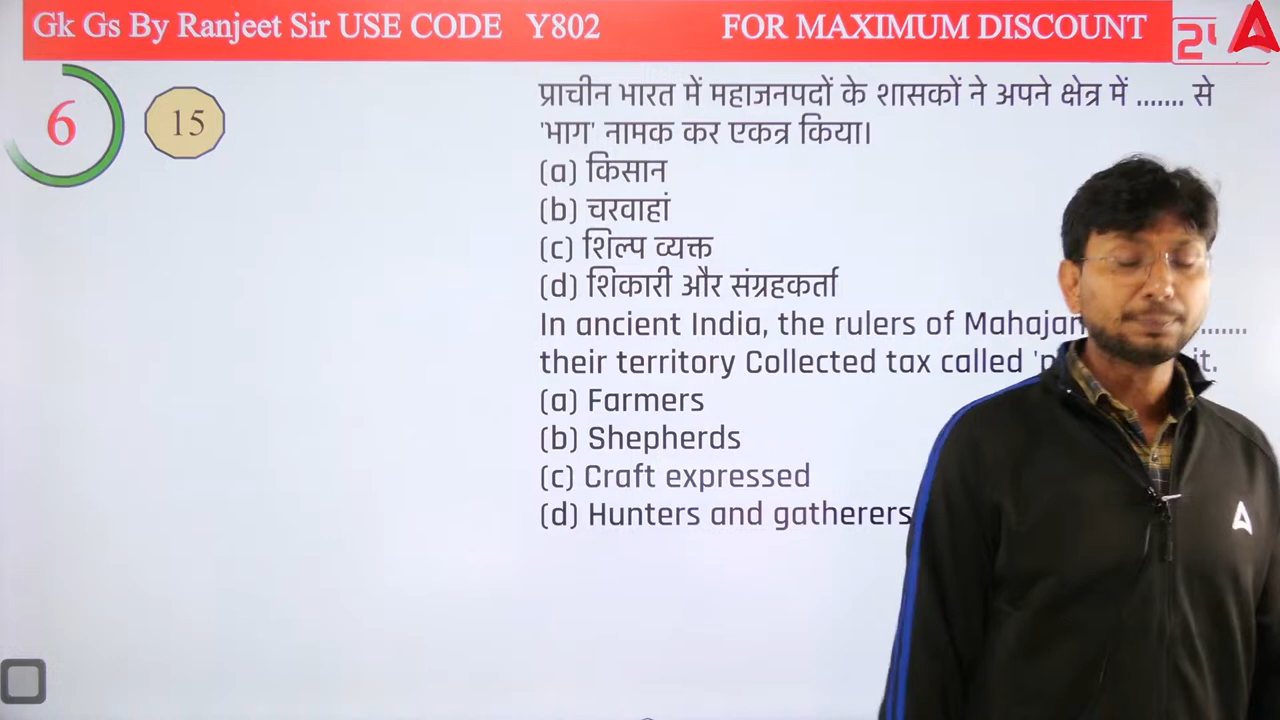 Gk Gs By Ranjeet Sir USE CODE Y802 FOR MAXIMUM DISCOUNT
6 15
प्राचीन भारत में महाजनपदों के शासकों ने अपने क्षेत्र में ....... से
'भाग' नामक कर एकत्र किया।
(a) किसान
(b) चरवाहां
(c) शिल्प व्यक्त
(d) शिकारी और संग्रहकर्ता
In ancient India, the rulers of .......
their territory Collected tax called it.
(a) Farmers
(b) Shepherds
(c) Craft expressed
(d) Hunters and gatherers